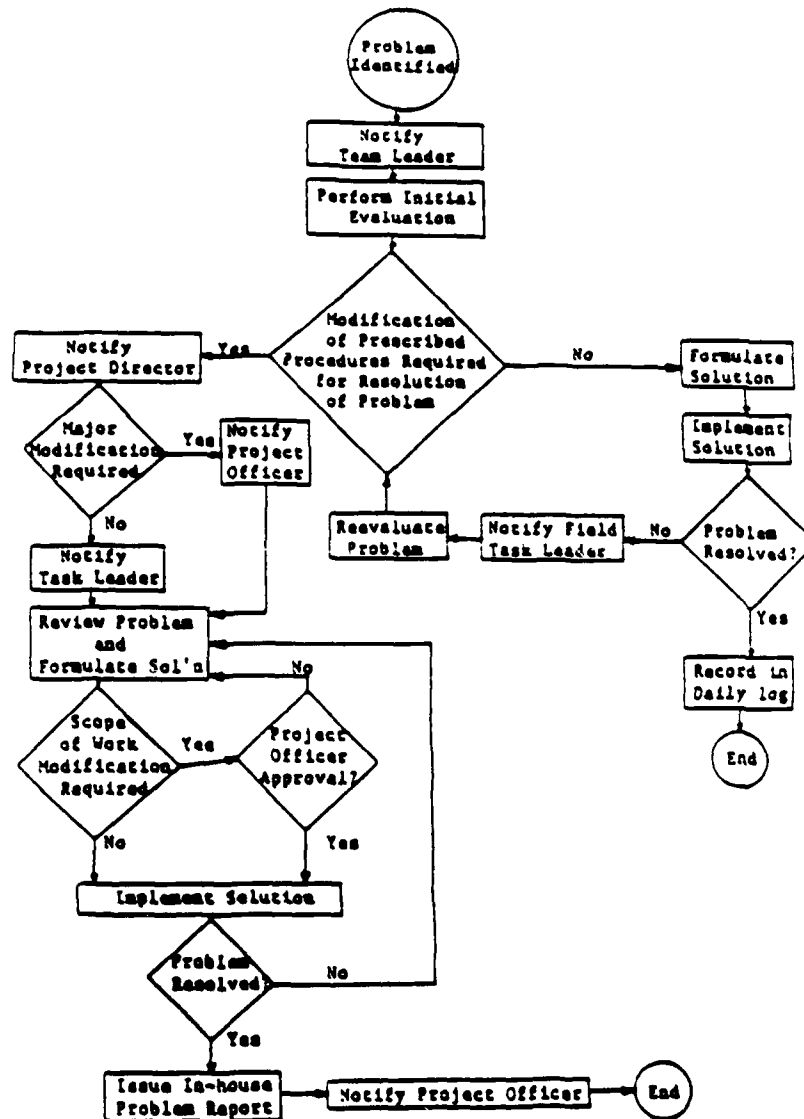 Problem
Identified
Notify
Team Leader
Perform Initial
Evaluation
Modification
of Prescribed
Procedures Required
for Resolution
of Problem
Yes
No
Notify
Project Director
Formulate
Solution
Major
Modification
Required
Yes
Notify
Project
Officer
Implement
Solution
No
Notify
Task Leader
Reevaluate
Problem
Notify Field
Task Leader
No
Problem
Resolved?
Yes
Review Problem
and
Formulate Sol'n
No
Record in
Daily log
Scope
of Work
Modification
Required
Yes
Project
Officer
Approval?
End
No
Yes
Implement Solution
Problem
Resolved
No
Yes
Issue In-house
Problem Report
Notify Project Officer
End